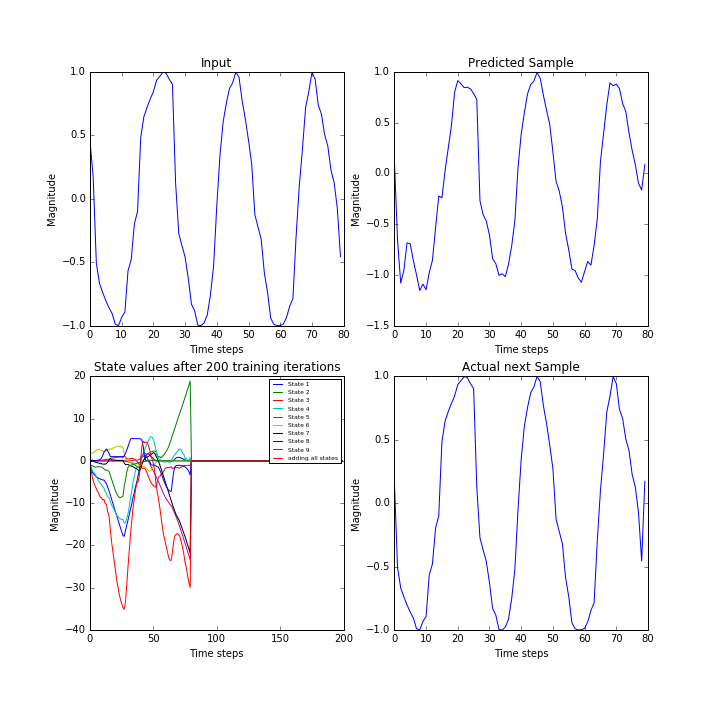 Input
1.0
0.5
0.0
−0.5
−1.0
Magnitude
0 10 20 30 40 50 60 70 80
Time steps
Predicted Sample
1.0
0.5
0.0
−0.5
−1.0
−1.5
Magnitude
0 10 20 30 40 50 60 70 80
Time steps
State values after 200 training iterations
20
10
0
−10
−20
−30
−40
Magnitude
State 1
State 2
State 3
State 4
State 5
State 6
State 7
State 8
State 9
adding all states
0 50 100 150 200
Time steps
Actual next Sample
1.0
0.5
0.0
−0.5
−1.0
Magnitude
0 10 20 30 40 50 60 70 80
Time steps